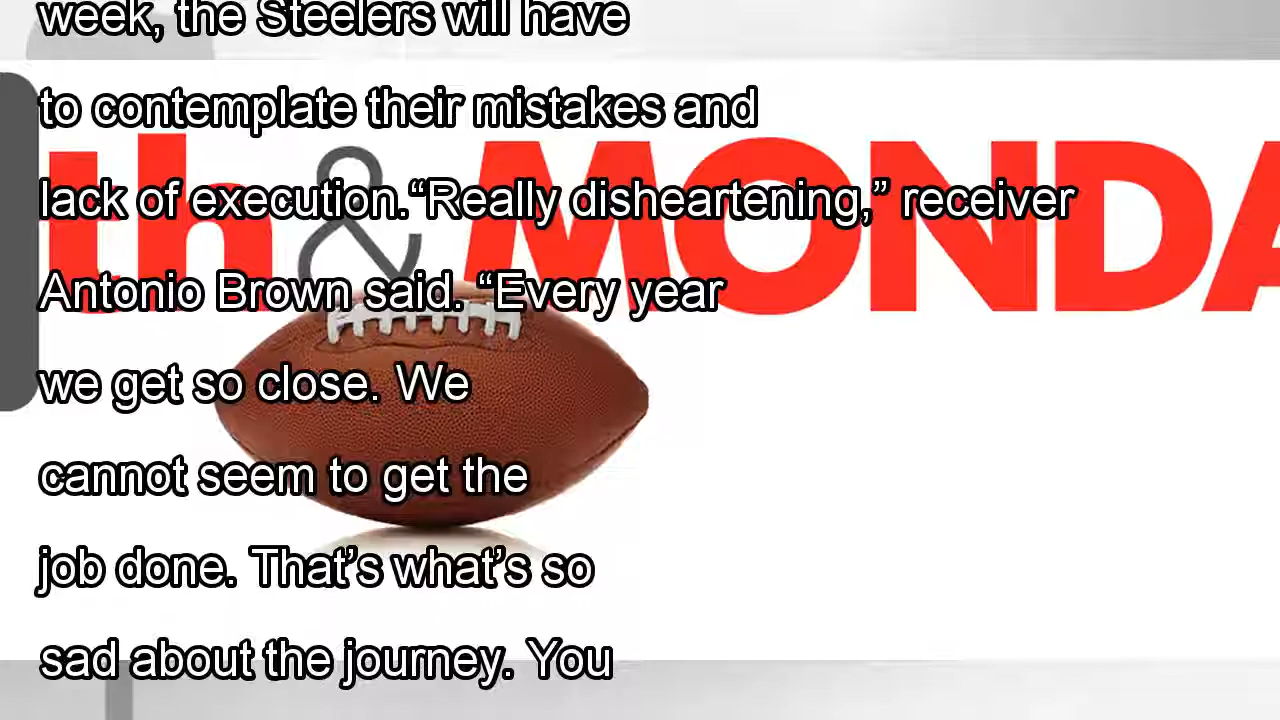 week, the Steelers will have
to contemplate their mistakes and
th & MONDA
lack of execution.“Really disheartening,” receiver
Antonio Brown said. “Every year
we get so close. We
cannot seem to get the
job done. That’s what’s so
sad about the journey. You